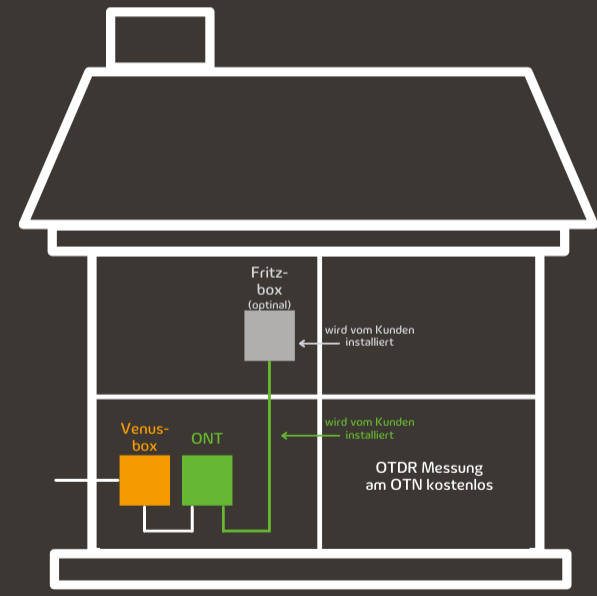 Fritz-
box
(optinal)
wird vom Kunden
installiert
Venus-
box
ONT
wird vom Kunden
installiert
OTDR Messung
am OTN kostenlos